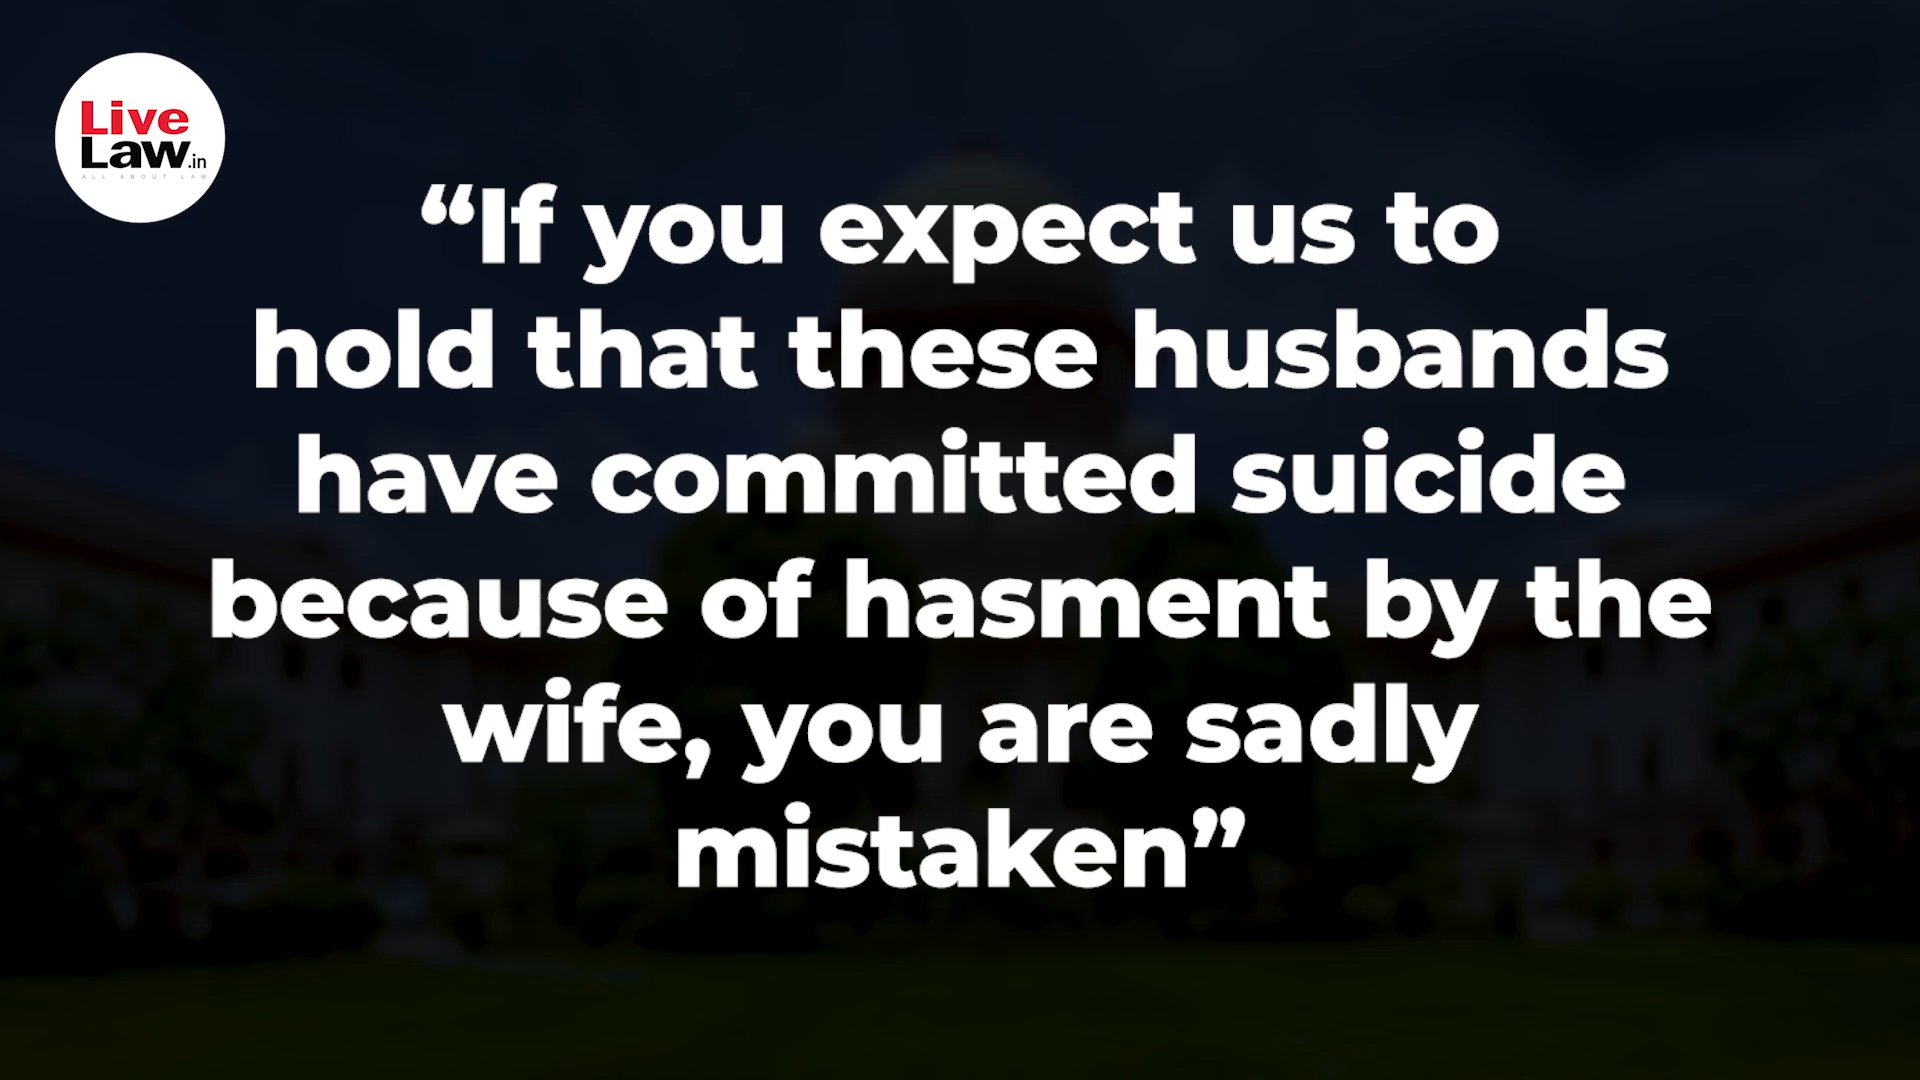 Live
Law.in
ALL ABOUT LAW
“If you expect us to
hold that these husbands
have committed suicide
because of hasment by the
wife, you are sadly
mistaken”